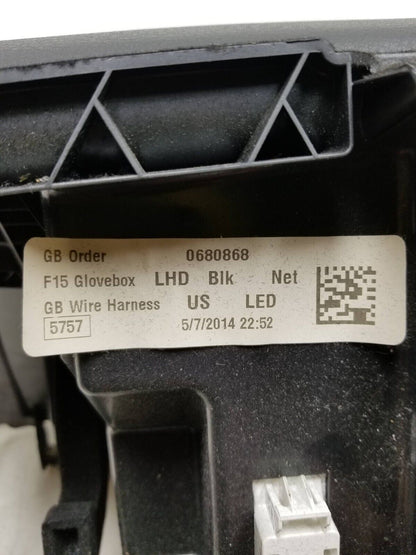 GB Order 0680868
F15 Glovebox LHD Blk Net
GB Wire Harness US LED
5757 5/7/2014 22:52